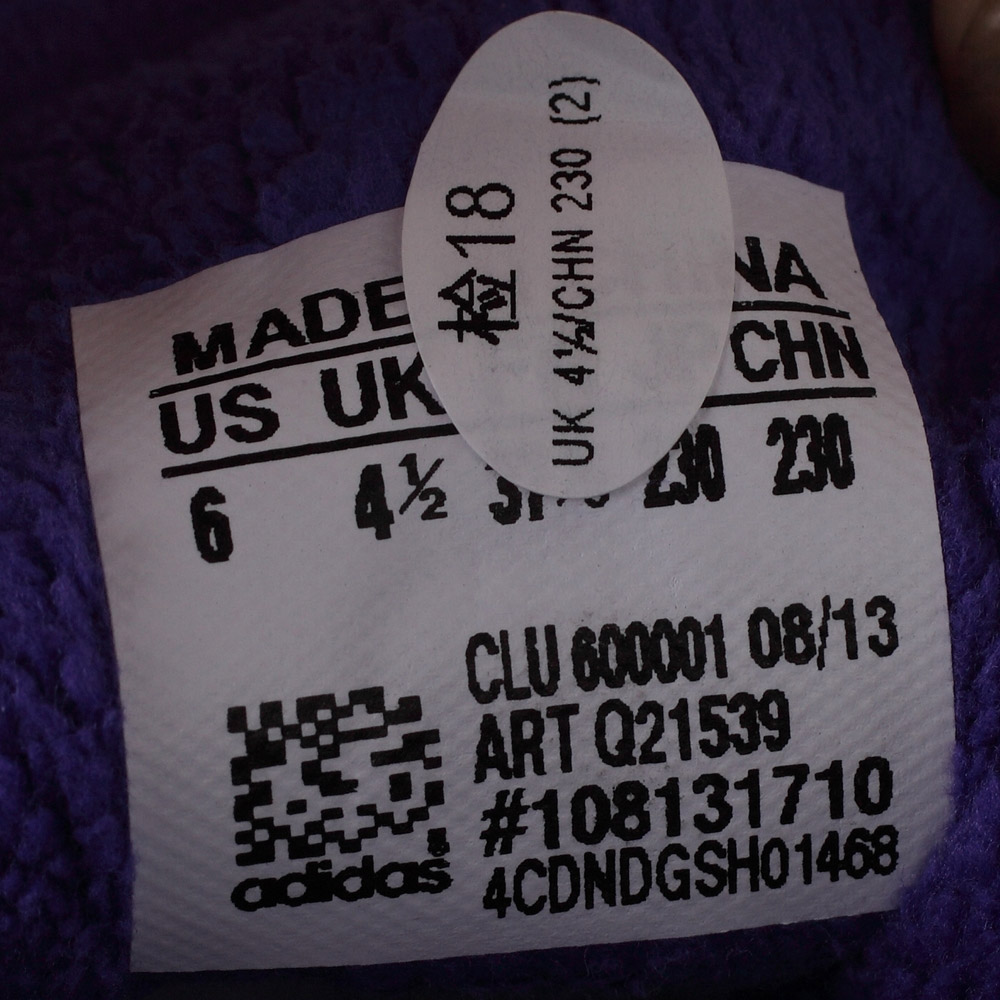 检18
UK 4½/CHN 230 (2)
MADE NA
US UK CHN
6 4½ 230 230
CLU 600001 08/13
ART Q21539
#108131710
4CDNDGSH01468
adidas®